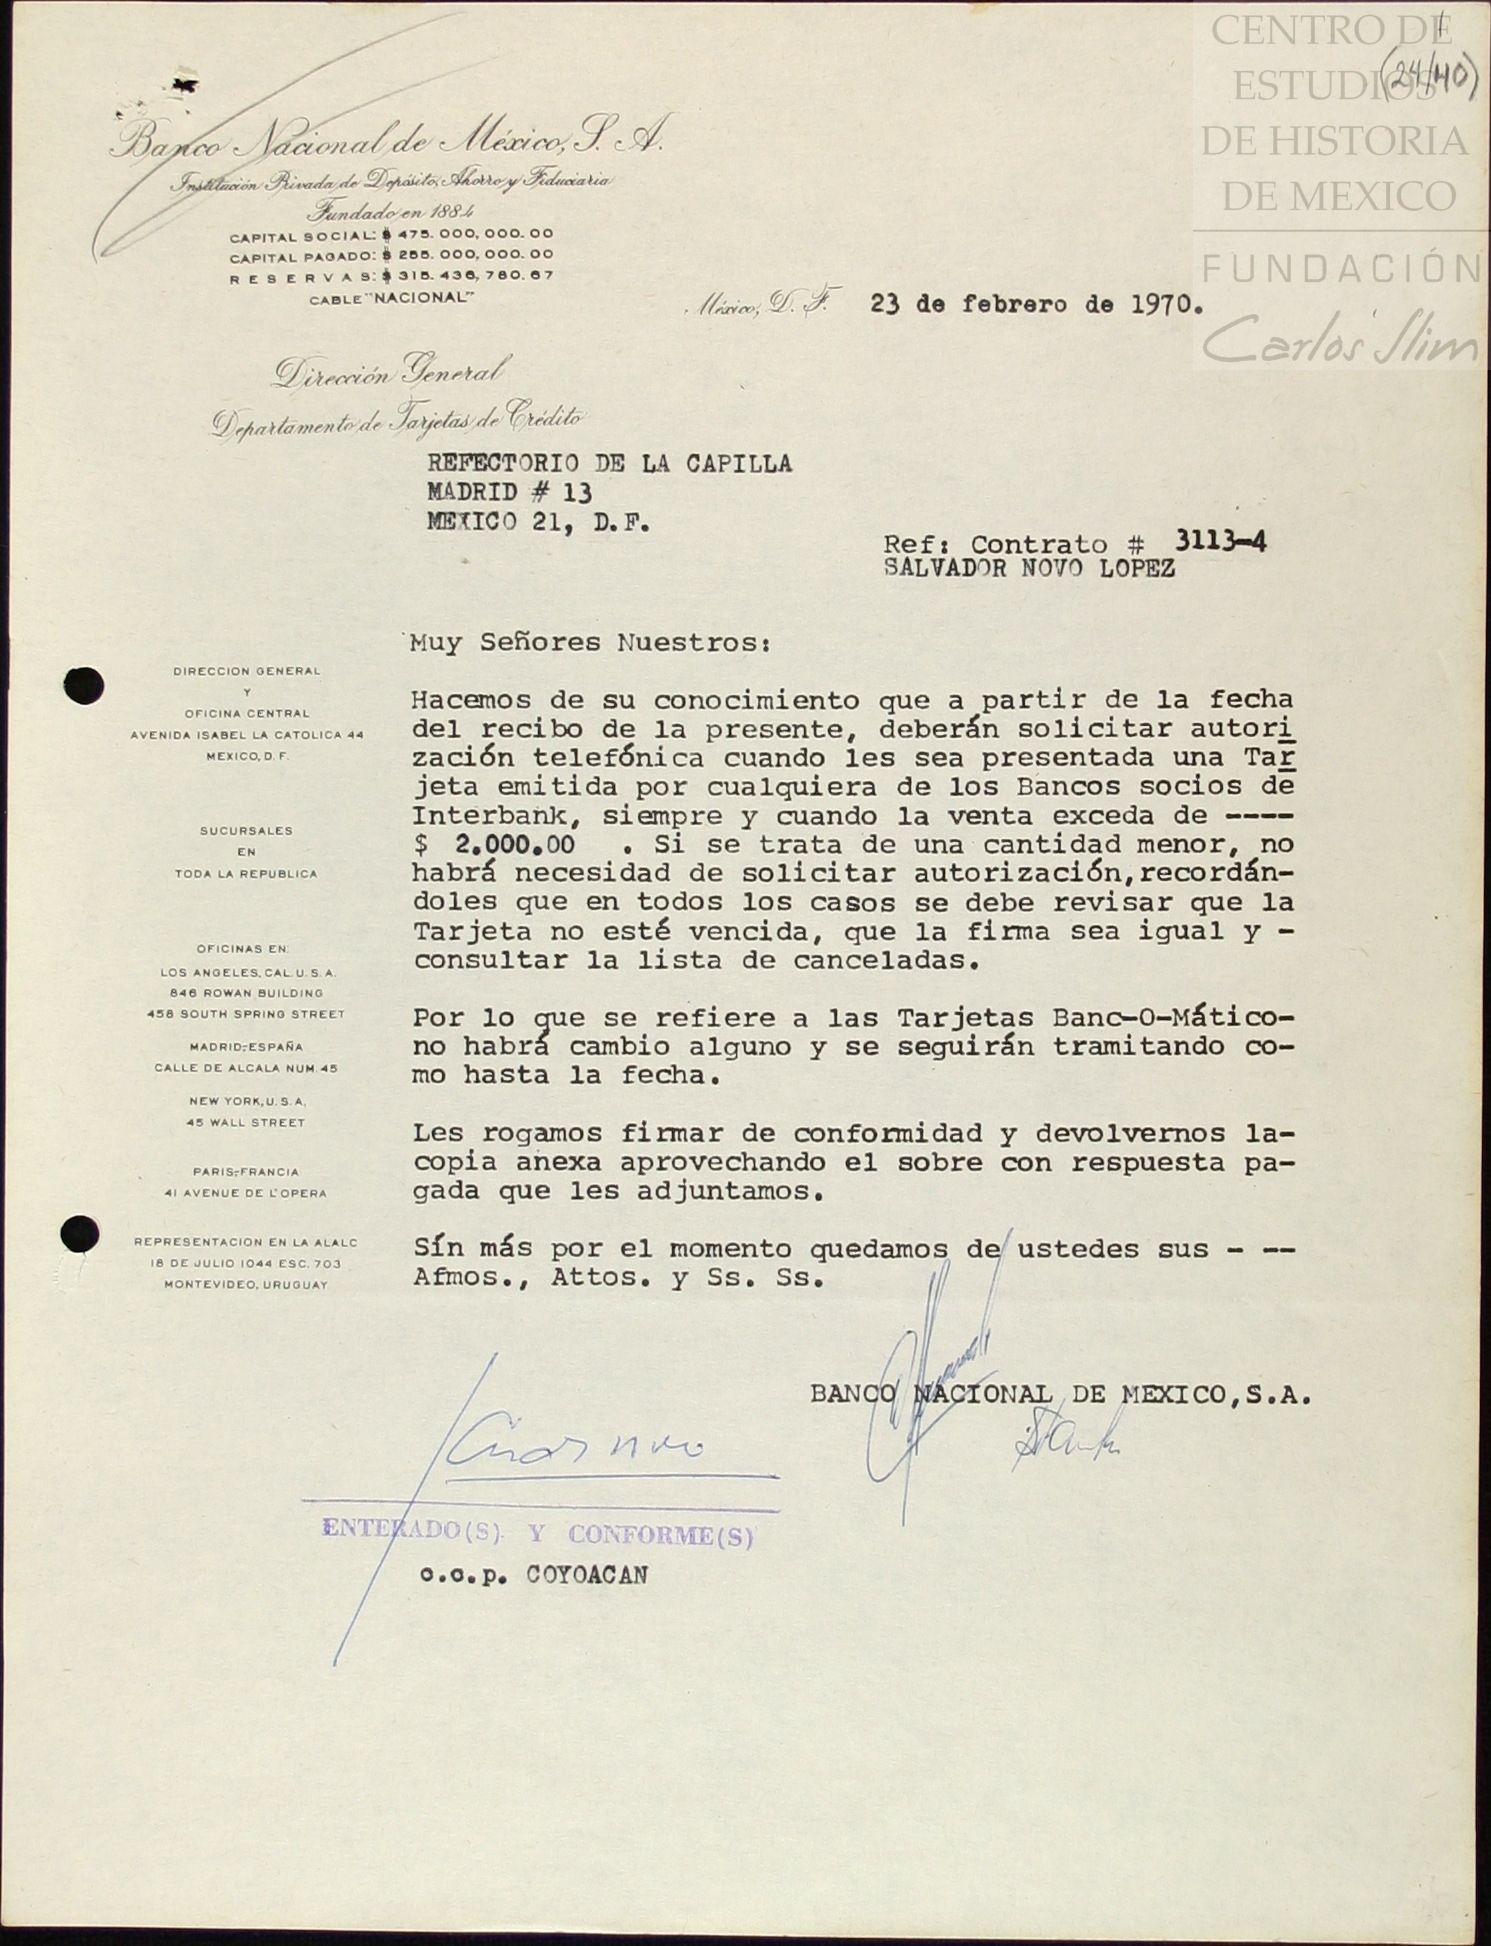 CENTRO DE
ESTUDIOS
DE HISTORIA
DE MEXICO
FUNDACIÓN
Carlos Slim
(24/40)
Banco Nacional de México, S. A.
Institución Privada de Depósito, Ahorro y Fiduciaria
Fundado en 1884
CAPITAL SOCIAL: $ 475.000,000.00
CAPITAL PAGADO: $ 255.000,000.00
RESERVAS: $ 315.436,780.67
CABLE "NACIONAL"
México, D. F. 23 de febrero de 1970.
Dirección General
Departamento de Tarjetas de Crédito
REFECTORIO DE LA CAPILLA
MADRID # 13
MEXICO 21, D.F.
Ref: Contrato # 3113-4
SALVADOR NOVO LOPEZ
Muy Señores Nuestros:
Hacemos de su conocimiento que a partir de la fecha
del recibo de la presente, deberán solicitar autori
zación telefónica cuando les sea presentada una Tar
jeta emitida por cualquiera de los Bancos socios de
Interbank, siempre y cuando la venta exceda de ----
$ 2.000.00 . Si se trata de una cantidad menor, no
habrá necesidad de solicitar autorización,recordán-
doles que en todos los casos se debe revisar que la
Tarjeta no esté vencida, que la firma sea igual y -
consultar la lista de canceladas.
Por lo que se refiere a las Tarjetas Banc-O-Mático-
no habrá cambio alguno y se seguirán tramitando co-
mo hasta la fecha.
Les rogamos firmar de conformidad y devolvernos la-
copia anexa aprovechando el sobre con respuesta pa-
gada que les adjuntamos.
Sín más por el momento quedamos de ustedes sus - --
Afmos., Attos. y Ss. Ss.
BANCO NACIONAL DE MEXICO,S.A.
ENTERADO(S) Y CONFORME(S)
c.c.p. COYOACAN
DIRECCION GENERAL
Y
OFICINA CENTRAL
AVENIDA ISABEL LA CATOLICA 44
MEXICO, D. F.
SUCURSALES
EN
TODA LA REPUBLICA
OFICINAS EN:
LOS ANGELES, CAL. U. S. A.
846 ROWAN BUILDING
458 SOUTH SPRING STREET
MADRID-ESPAÑA
CALLE DE ALCALA NUM. 45
NEW YORK, U. S. A.
45 WALL STREET
PARIS-FRANCIA
41 AVENUE DE L'OPERA
REPRESENTACION EN LA ALALC
18 DE JULIO 1044 ESC. 703
MONTEVIDEO, URUGUAY